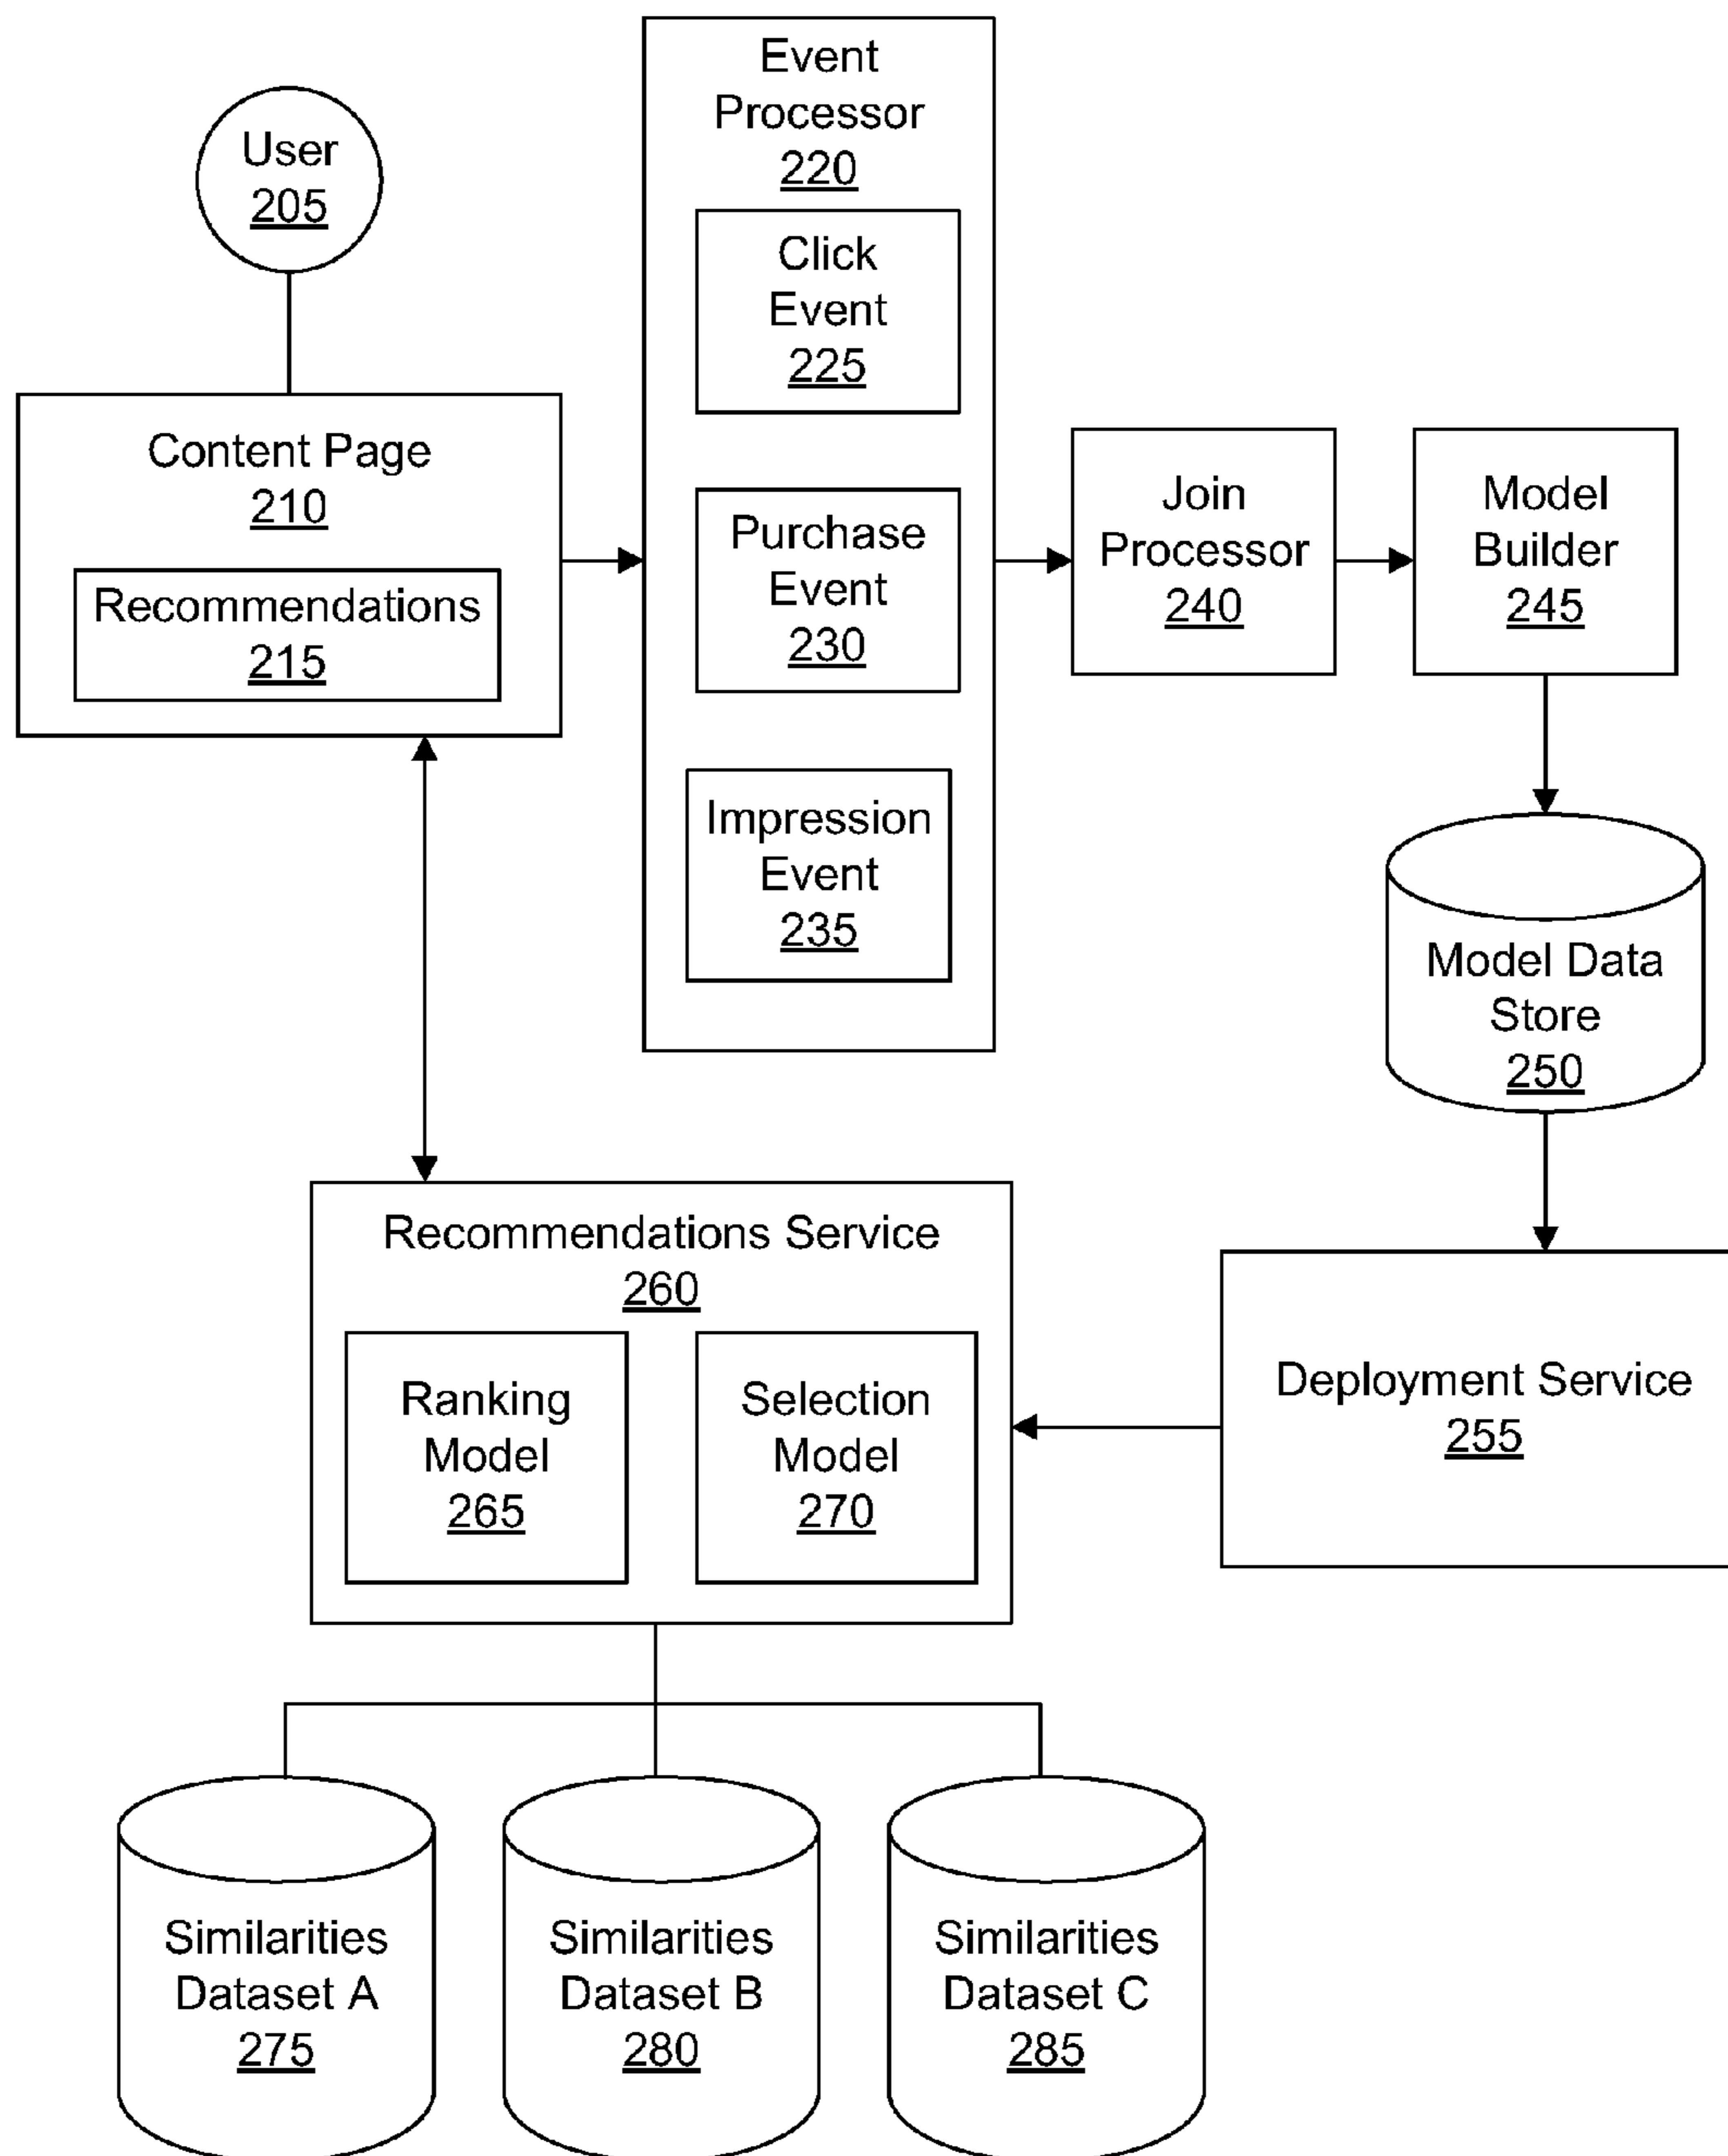 User
205
Content Page
210
Recommendations
215
Event
Processor
220
Click
Event
225
Purchase
Event
230
Impression
Event
235
Join
Processor
240
Model
Builder
245
Model Data
Store
250
Deployment Service
255
Recommendations Service
260
Ranking
Model
265
Selection
Model
270
Similarities
Dataset A
275
Similarities
Dataset B
280
Similarities
Dataset C
285